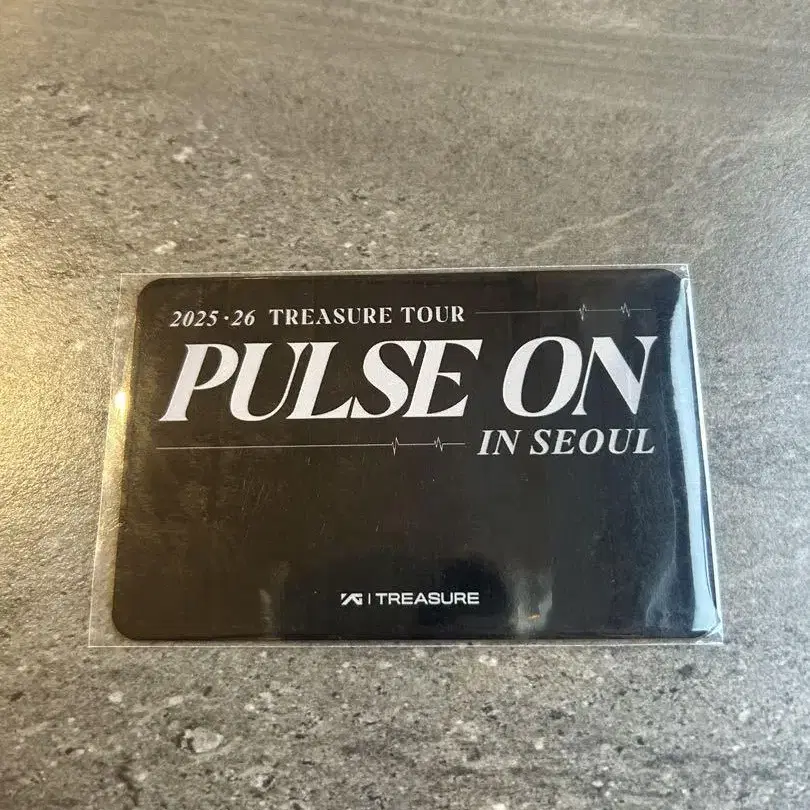 2025·26 TREASURE TOUR
PULSE ON
IN SEOUL
YG | TREASURE